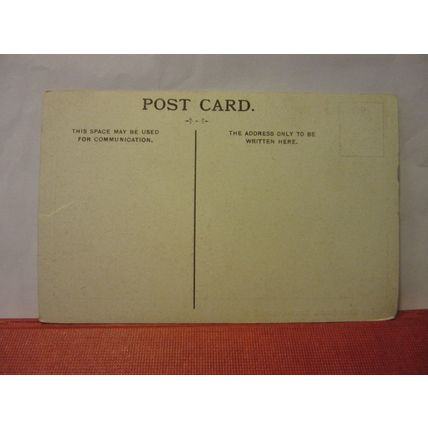 POST CARD.
THIS SPACE MAY BE USED
FOR COMMUNICATION.
THE ADDRESS ONLY TO BE
WRITTEN HERE.